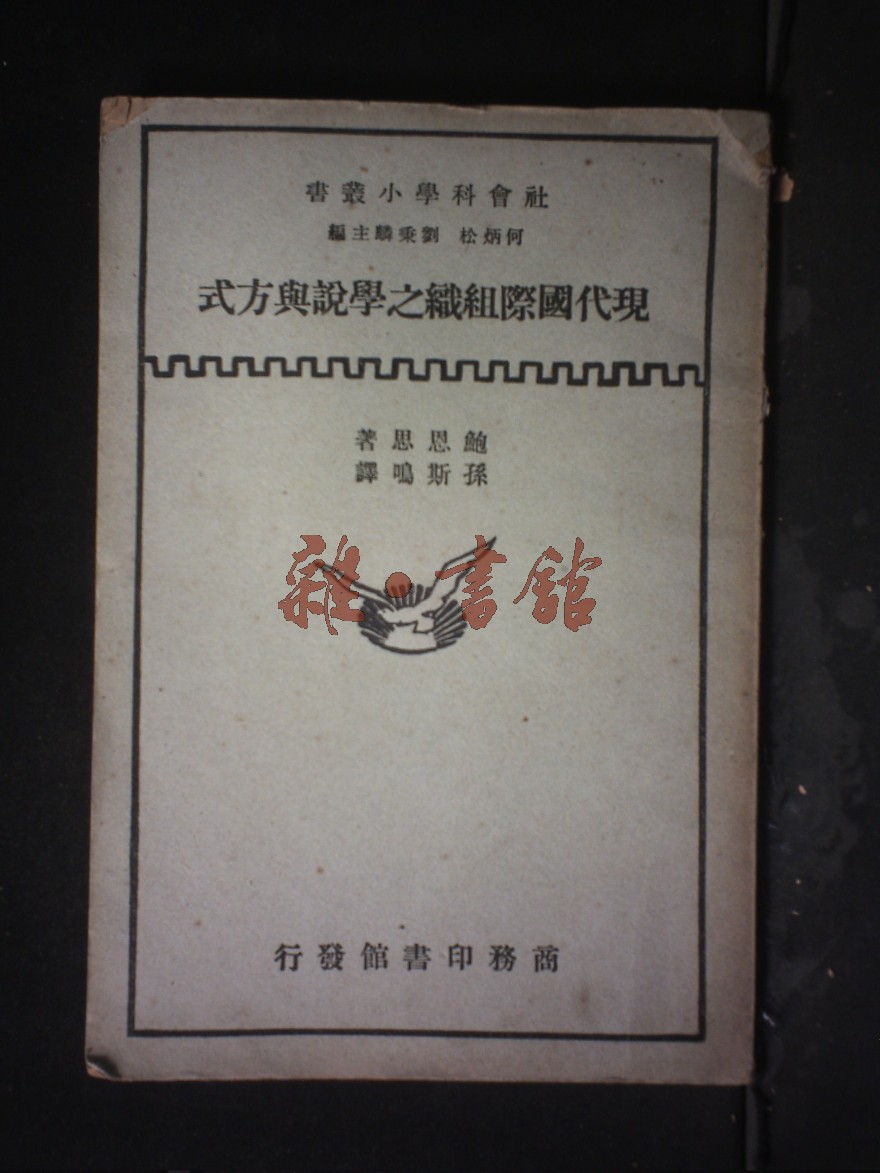 社會科學小叢書
何炳松 劉秉麟主編
現代國際組織之學說與方式
鮑恩思著
孫斯鳴譯
雜·書館
商務印書館發行